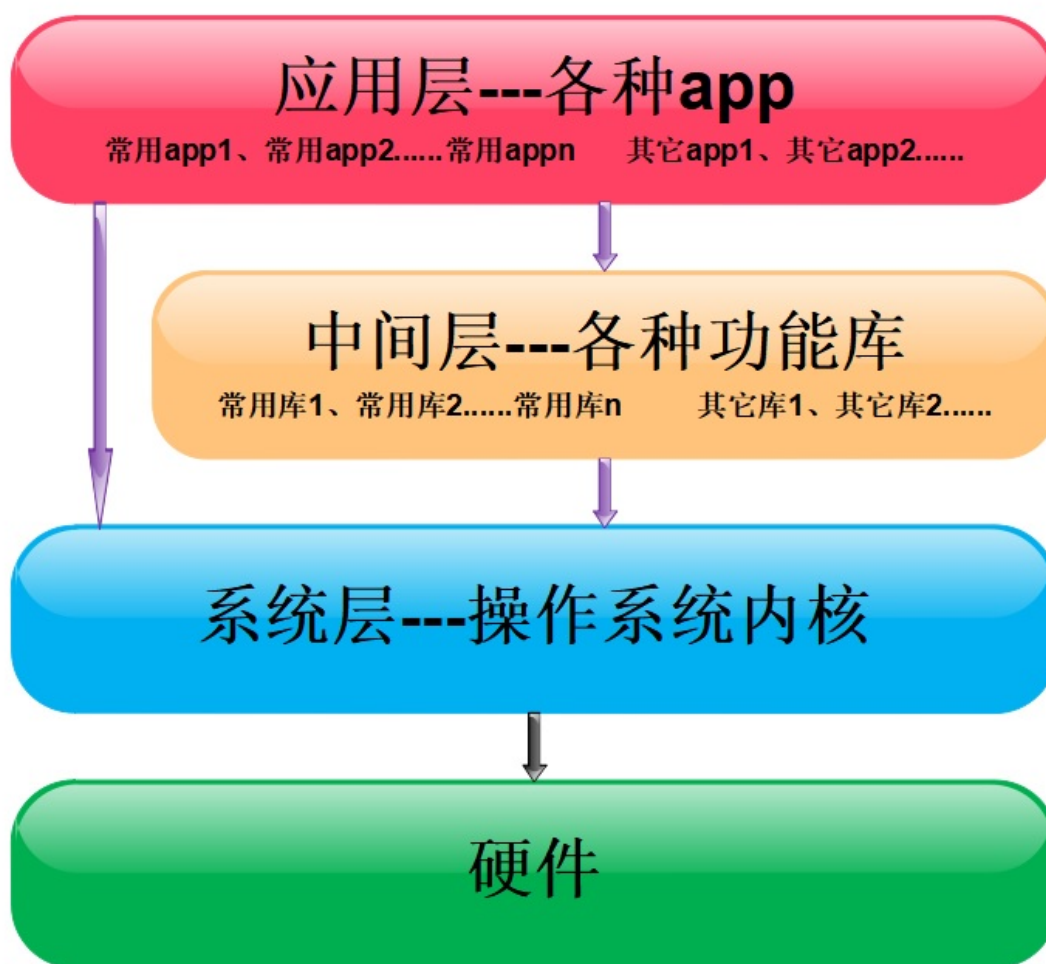 应用层---各种app
常用app1、常用app2......常用appn 其它app1、其它app2......
中间层---各种功能库
常用库1、常用库2......常用库n 其它库1、其它库2......
系统层---操作系统内核
硬件